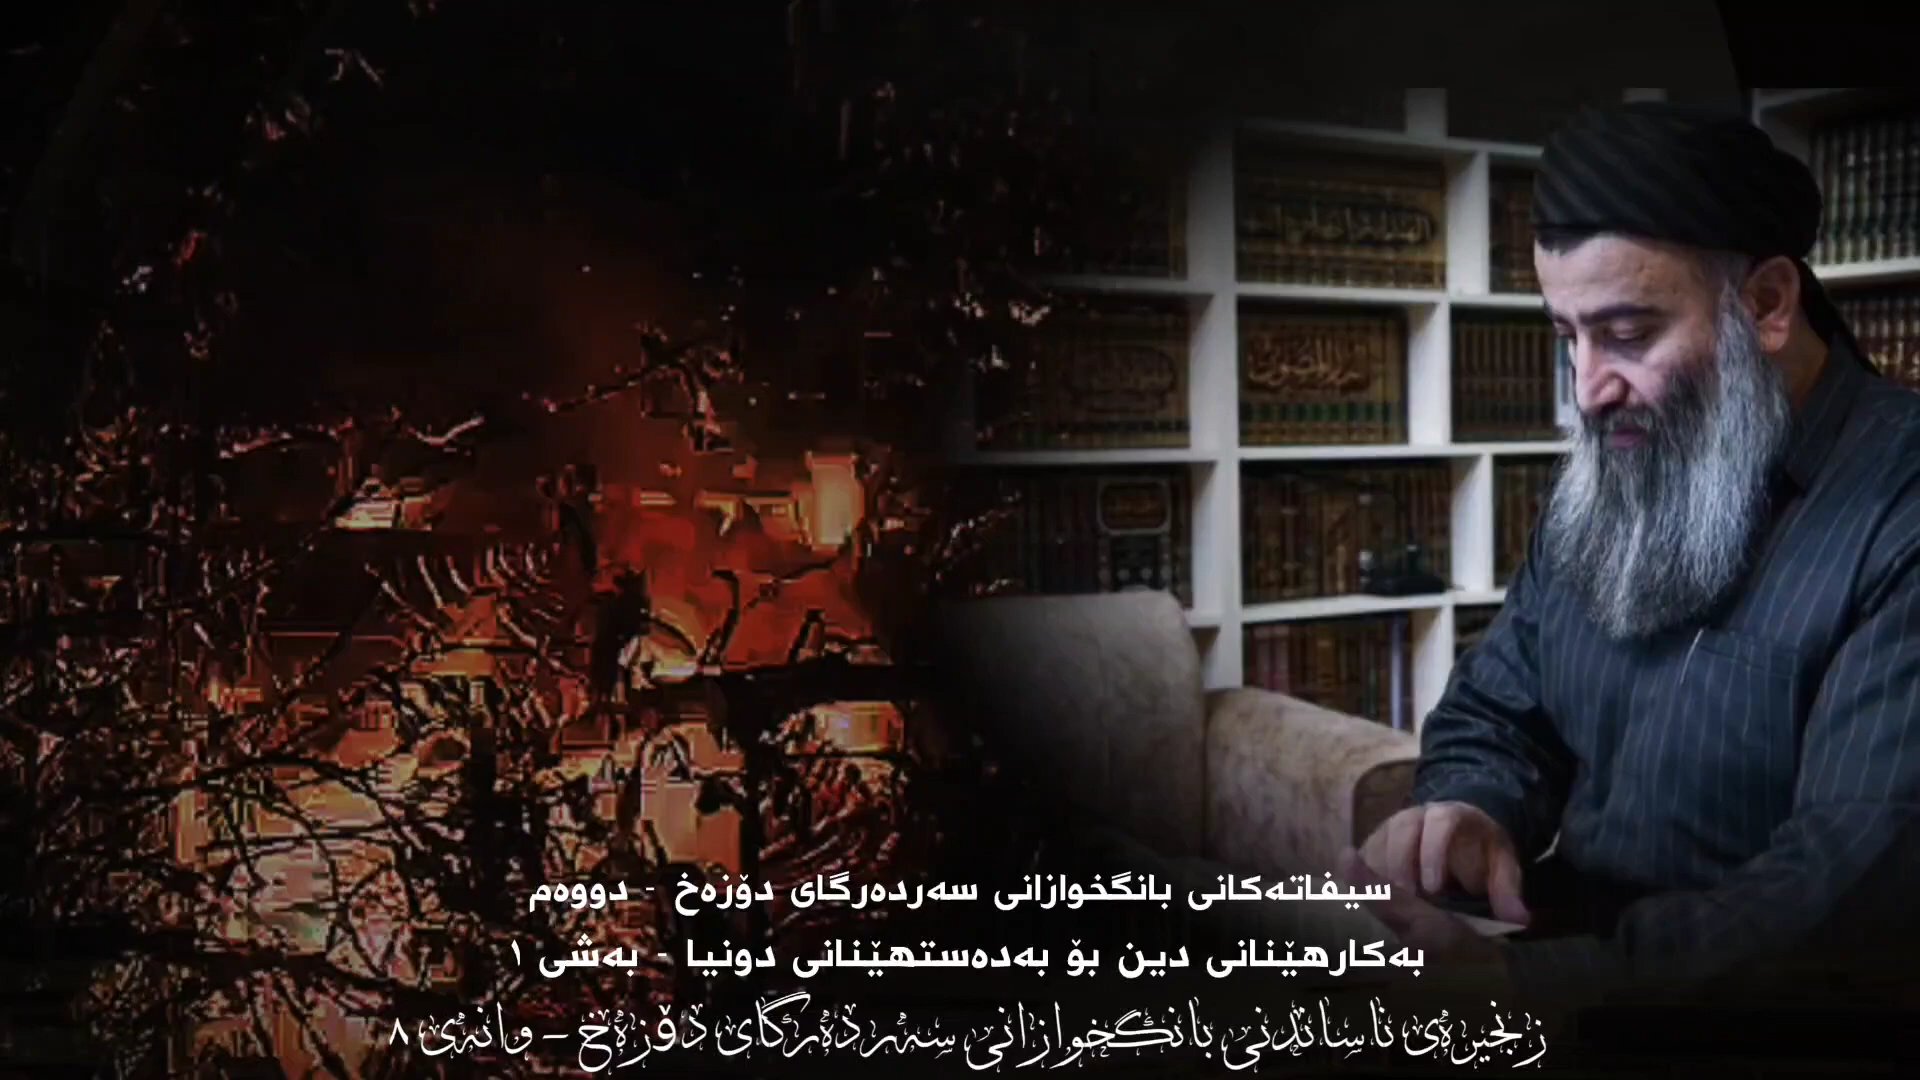 سیفاتەکانی بانگخوازانی سەردەرگای دۆزەخ - دووەم
بەکارهێنانی دین بۆ بەدەستهێنانی دونیا - بەشی ١
زنجیرەی ناساندنی بانگخوازانی سەردەرگای دۆزەخ – وانەی ٨